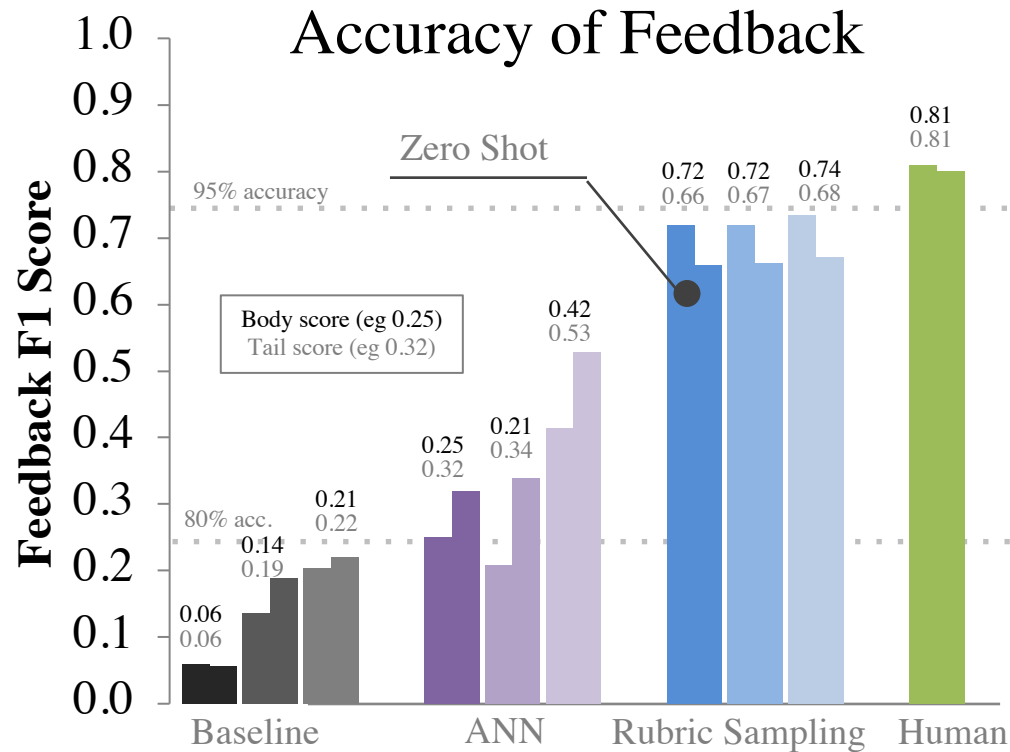 Accuracy of Feedback
Feedback F1 Score
1.0
0.9
0.8
0.7
0.6
0.5
0.4
0.3
0.2
0.1
0.0
95% accuracy
80% acc.
Zero Shot
Body score (eg 0.25)
Tail score (eg 0.32)
0.06
0.06
0.14
0.19
0.21
0.22
0.25
0.32
0.21
0.34
0.42
0.53
0.72
0.66
0.72
0.67
0.74
0.68
0.81
0.81
Baseline
ANN
Rubric Sampling
Human